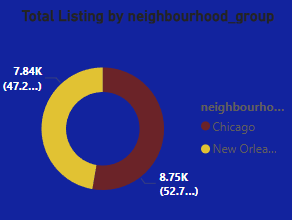 Total Listing by neighbourhood_group
7.84K
(47.2...)
neighbourho...
Chicago
New Orlea...
8.75K
(52.7...)